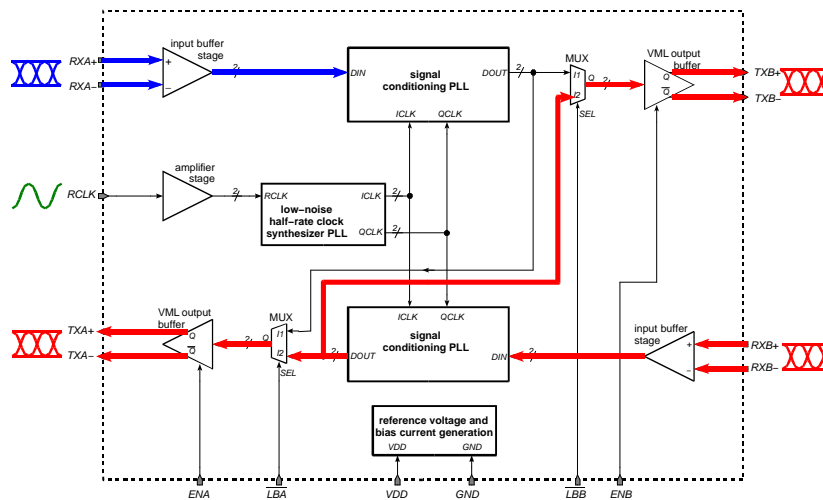 input buffer
stage
RXA+
RXA−
+
−
2
DIN
signal
conditioning PLL
DOUT
ICLK
QCLK
2
MUX
I1
I2
Q
SEL
2
VML output
buffer
Q
Q
TXB+
TXB−
amplifier
stage
RCLK
2
RCLK
ICLK
low−noise
half−rate clock
synthesizer PLL
QCLK
2
2
VML output
buffer
TXA+
TXA−
Q
Q
2
MUX
Q
I1
I2
SEL
2
ICLK
QCLK
signal
conditioning PLL
DOUT
DIN
2
input buffer
stage
+
−
RXB+
RXB−
reference voltage and
bias current generation
VDD
GND
ENA
LBA
VDD
GND
LBB
ENB